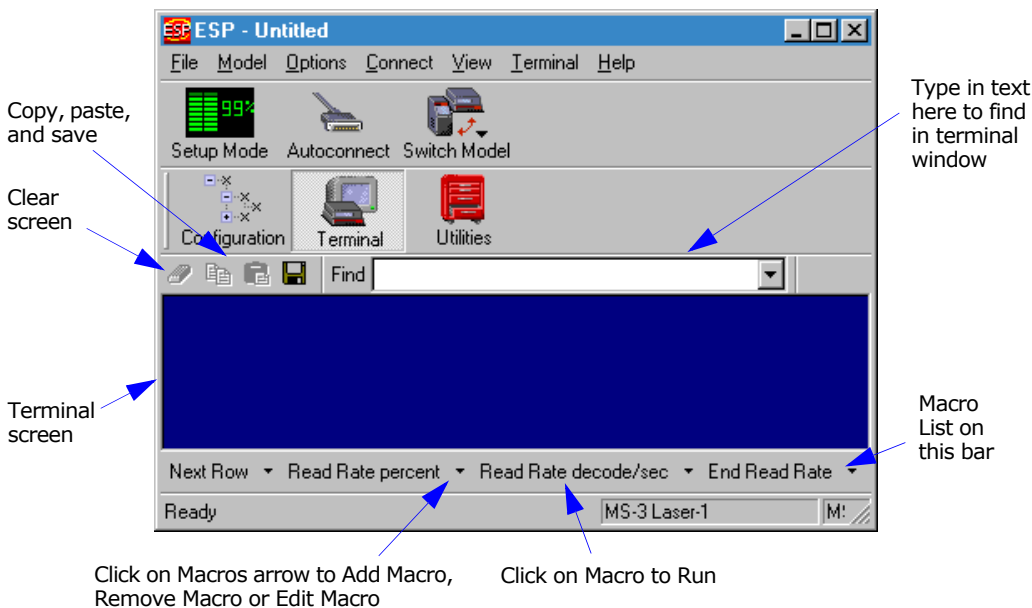 ESP ESP - Untitled
File Model Options Connect View Terminal Help
Type in text
here to find
in terminal
window
Copy, paste,
and save
99%
Setup Mode Autoconnect Switch Model
Clear
screen
Configuration Terminal Utilities
Find
Terminal
screen
Macro
List on
this bar
Next Row Read Rate percent Read Rate decode/sec End Read Rate
Ready MS-3 Laser-1
Click on Macros arrow to Add Macro,
Remove Macro or Edit Macro
Click on Macro to Run